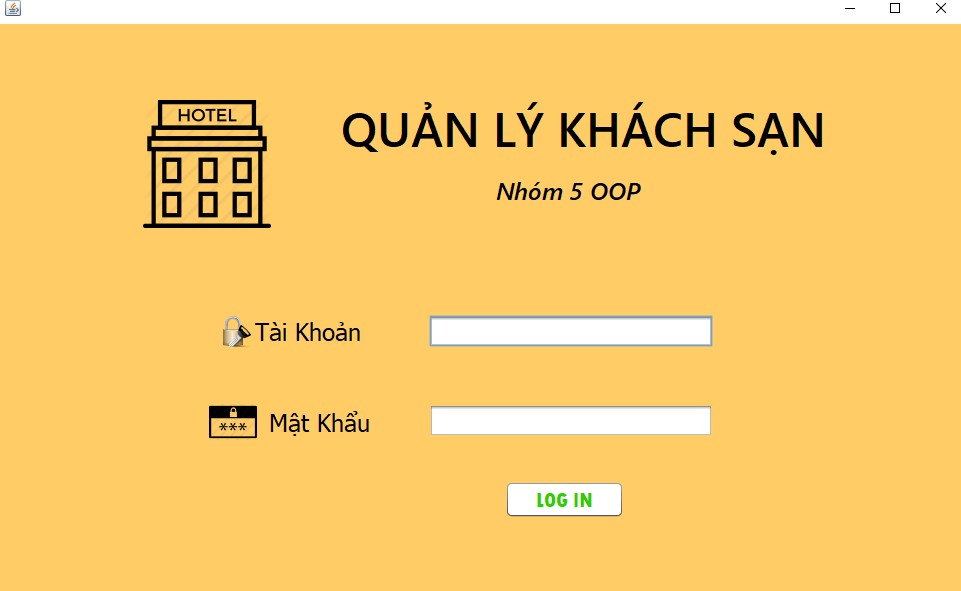 HOTEL
QUẢN LÝ KHÁCH SẠN
Nhóm 5 OOP
Tài Khoản
*** Mật Khẩu
LOG IN